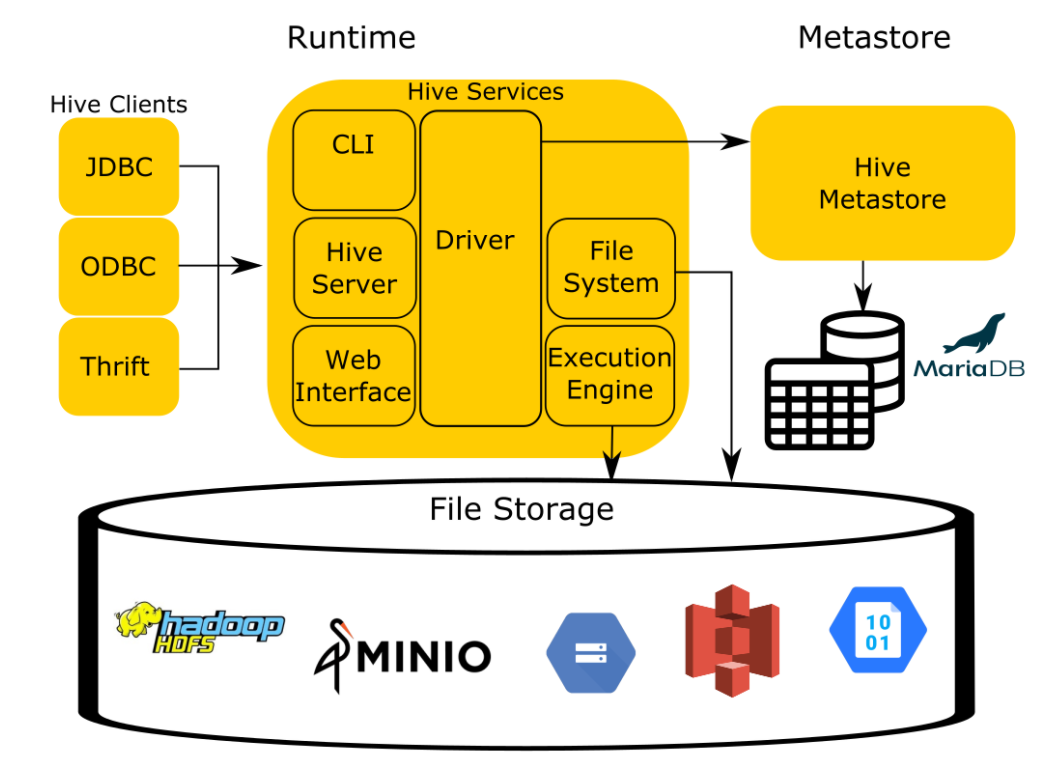 Runtime
Metastore
Hive Clients
JDBC
ODBC
Thrift
Hive Services
CLI
Hive
Server
Web
Interface
Driver
File
System
Execution
Engine
Hive
Metastore
MariaDB
File Storage
hadoop
HDFS
MINIO
10
01